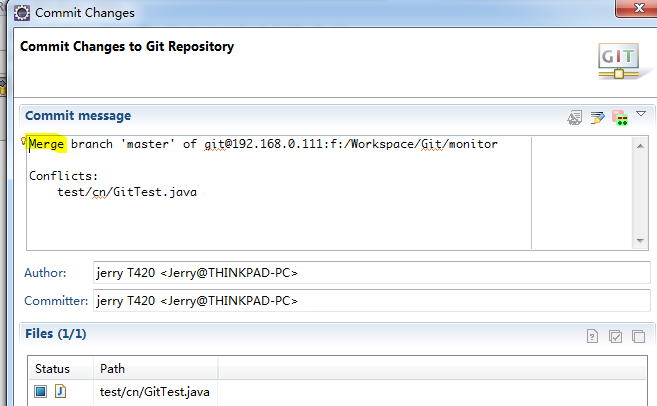 Commit Changes
Commit Changes to Git Repository
GIT
Commit message
Merge branch 'master' of git@192.168.0.111:f:/Workspace/Git/monitor
Conflicts:
test/cn/GitTest.java
Author: jerry T420 <Jerry@THINKPAD-PC>
Committer: jerry T420 <Jerry@THINKPAD-PC>
Files (1/1)
Status Path
J test/cn/GitTest.java